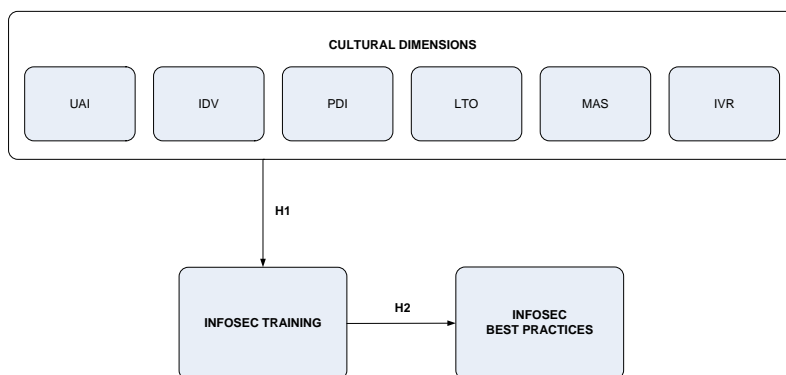 CULTURAL DIMENSIONS
UAI
IDV
PDI
LTO
MAS
IVR
H1
INFOSEC TRAINING
H2
INFOSEC
BEST PRACTICES